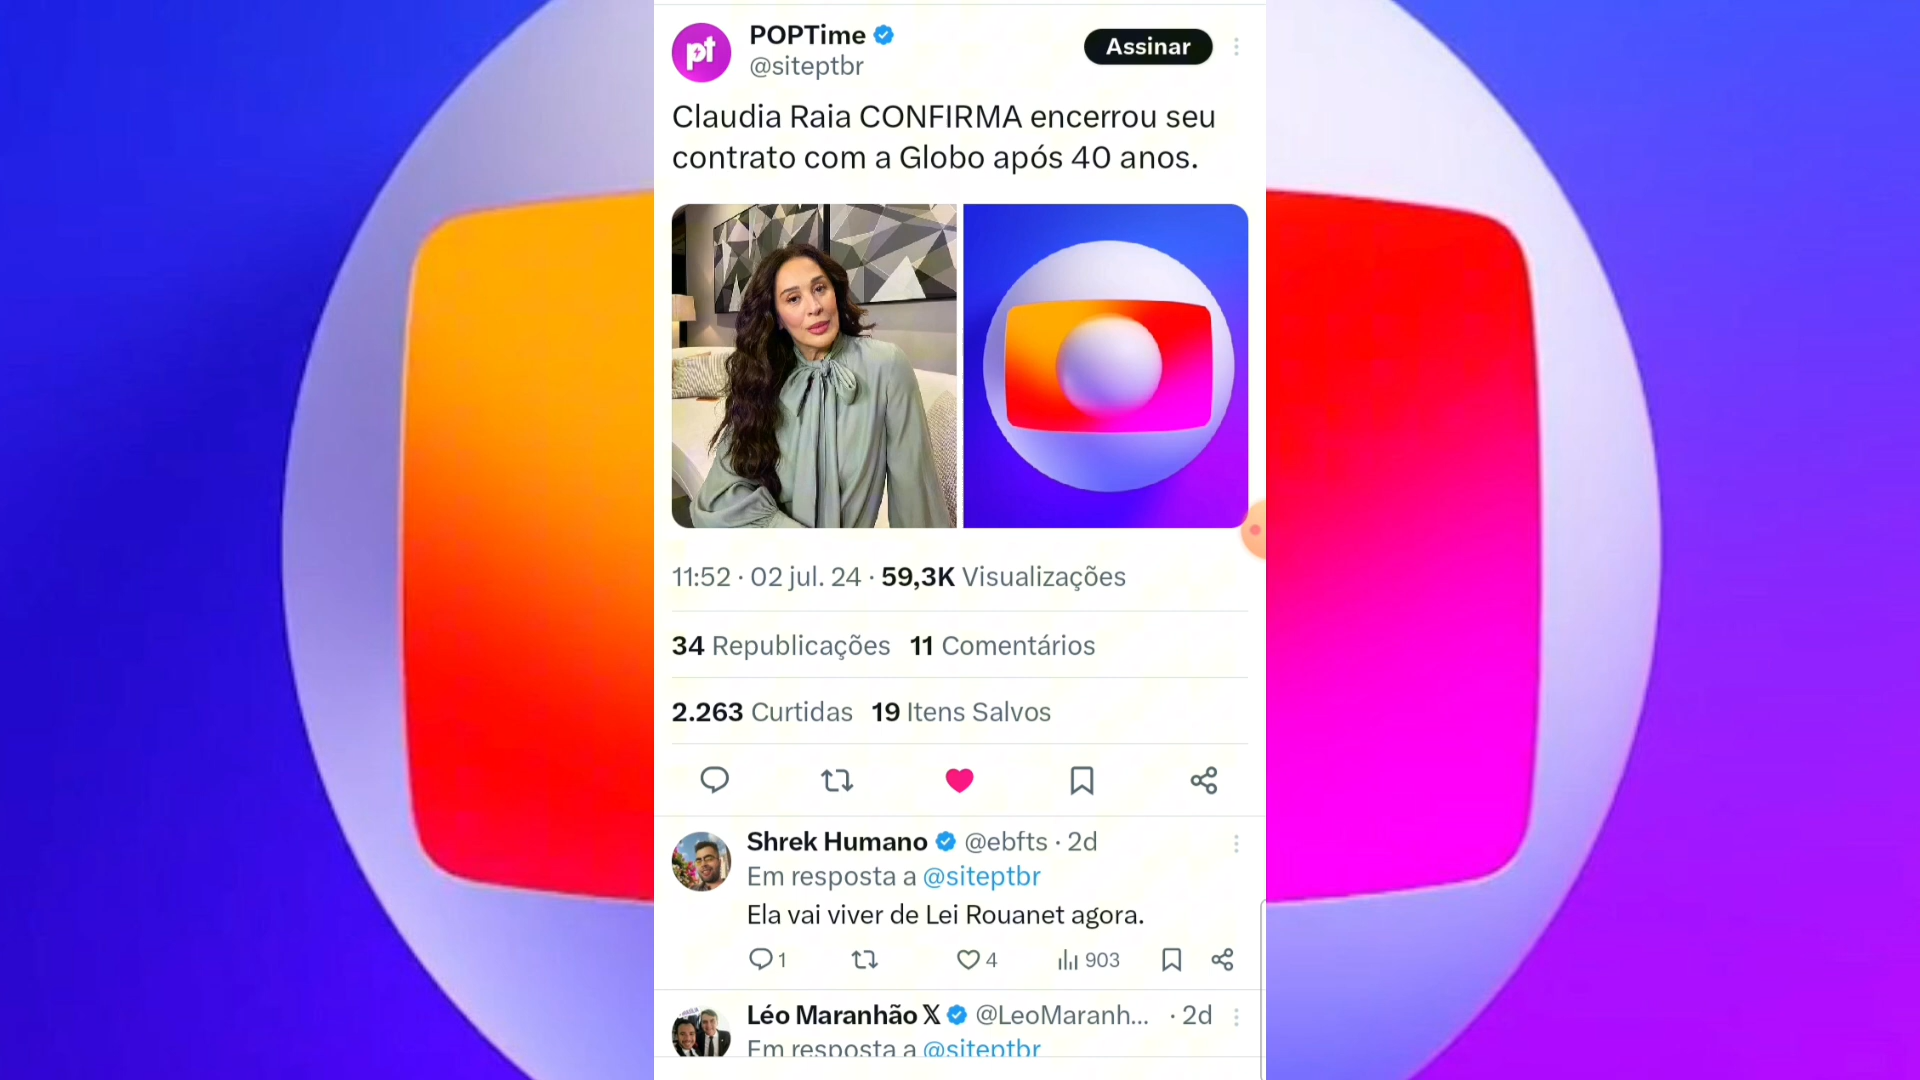 pt
POPTime
@siteptbr
Assinar
Claudia Raia CONFIRMA encerrou seu
contrato com a Globo após 40 anos.
11:52 · 02 jul. 24 · 59,3K Visualizações
34 Republicações 11 Comentários
2.263 Curtidas 19 Itens Salvos
Shrek Humano @ebfts · 2d
Em resposta a @siteptbr
Ela vai viver de Lei Rouanet agora.
1 4 903
Léo Maranhão X @LeoMaranh... · 2d
Em resposta a @siteptbr